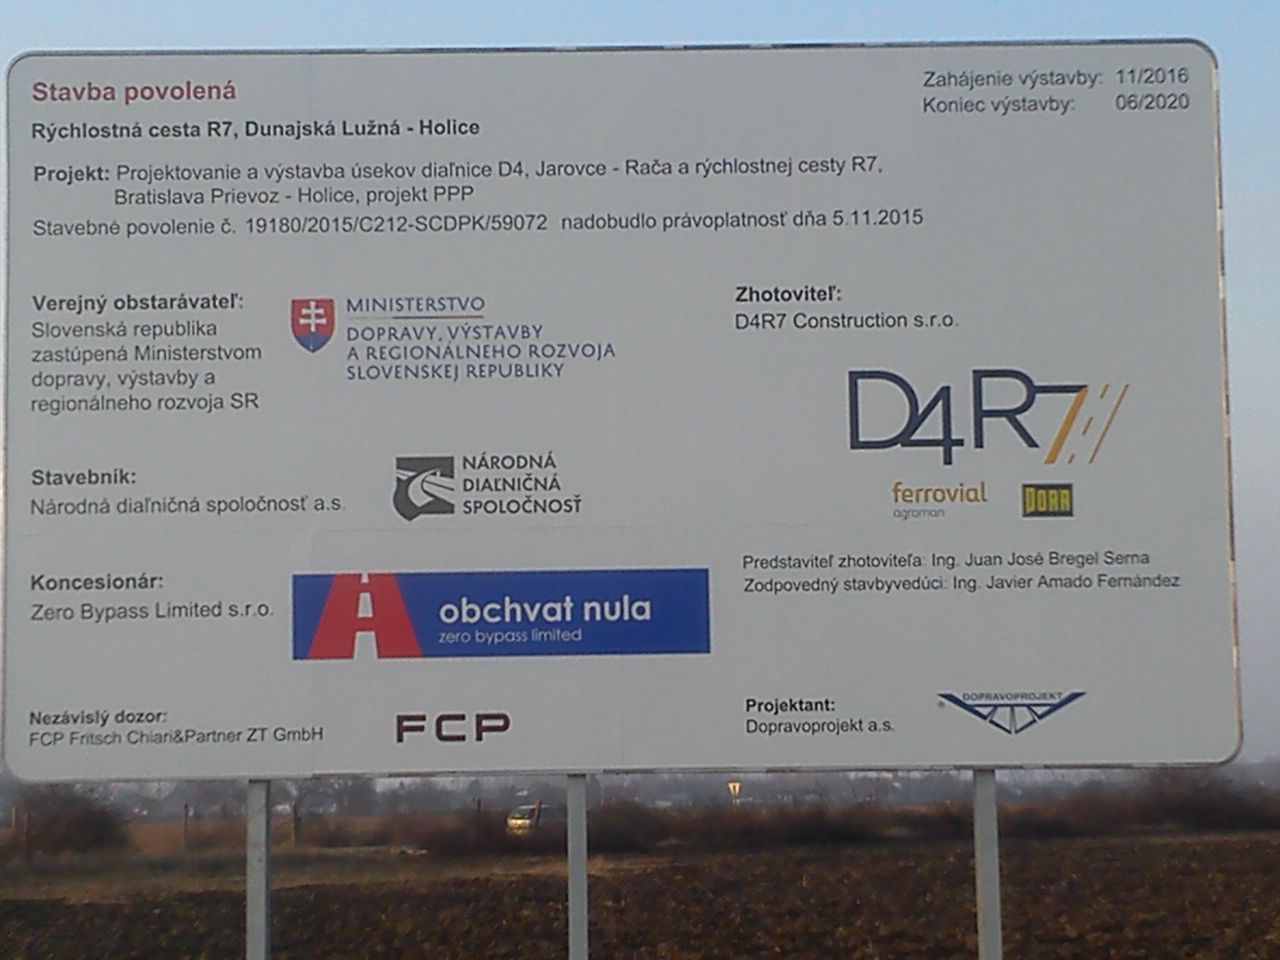 Stavba povolená
Zahájenie výstavby: 11/2016
Koniec výstavby: 06/2020
Rýchlostná cesta R7, Dunajská Lužná - Holice
Projekt: Projektovanie a výstavba úsekov diaľnice D4, Jarovce - Rača a rýchlostnej cesty R7,
Bratislava Prievoz - Holice, projekt PPP
Stavebné povolenie č. 19180/2015/C212-SCDPK/59072 nadobudlo právoplatnosť dňa 5.11.2015
Verejný obstarávateľ:
Slovenská republika
zastúpená Ministerstvom
dopravy, výstavby a
regionálneho rozvoja SR
MINISTERSTVO
DOPRAVY, VÝSTAVBY
A REGIONÁLNEHO ROZVOJA
SLOVENSKEJ REPUBLIKY
Zhotoviteľ:
D4R7 Construction s.r.o.
D4R7
ferrovial
agroman
PORR
Stavebník:
Národná diaľničná spoločnosť a.s.
NÁRODNÁ
DIAĽNIČNÁ
SPOLOČNOSŤ
Predstaviteľ zhotoviteľa: Ing. Juan José Bregel Serna
Zodpovedný stavbyvedúci: Ing. Javier Amado Fernández
Koncesionár:
Zero Bypass Limited s.r.o.
obchvat nula
zero bypass limited
Nezávislý dozor:
FCP Fritsch Chiari&Partner ZT GmbH
FCP
Projektant:
Dopravoprojekt a.s.
DOPRAVOPROJEKT